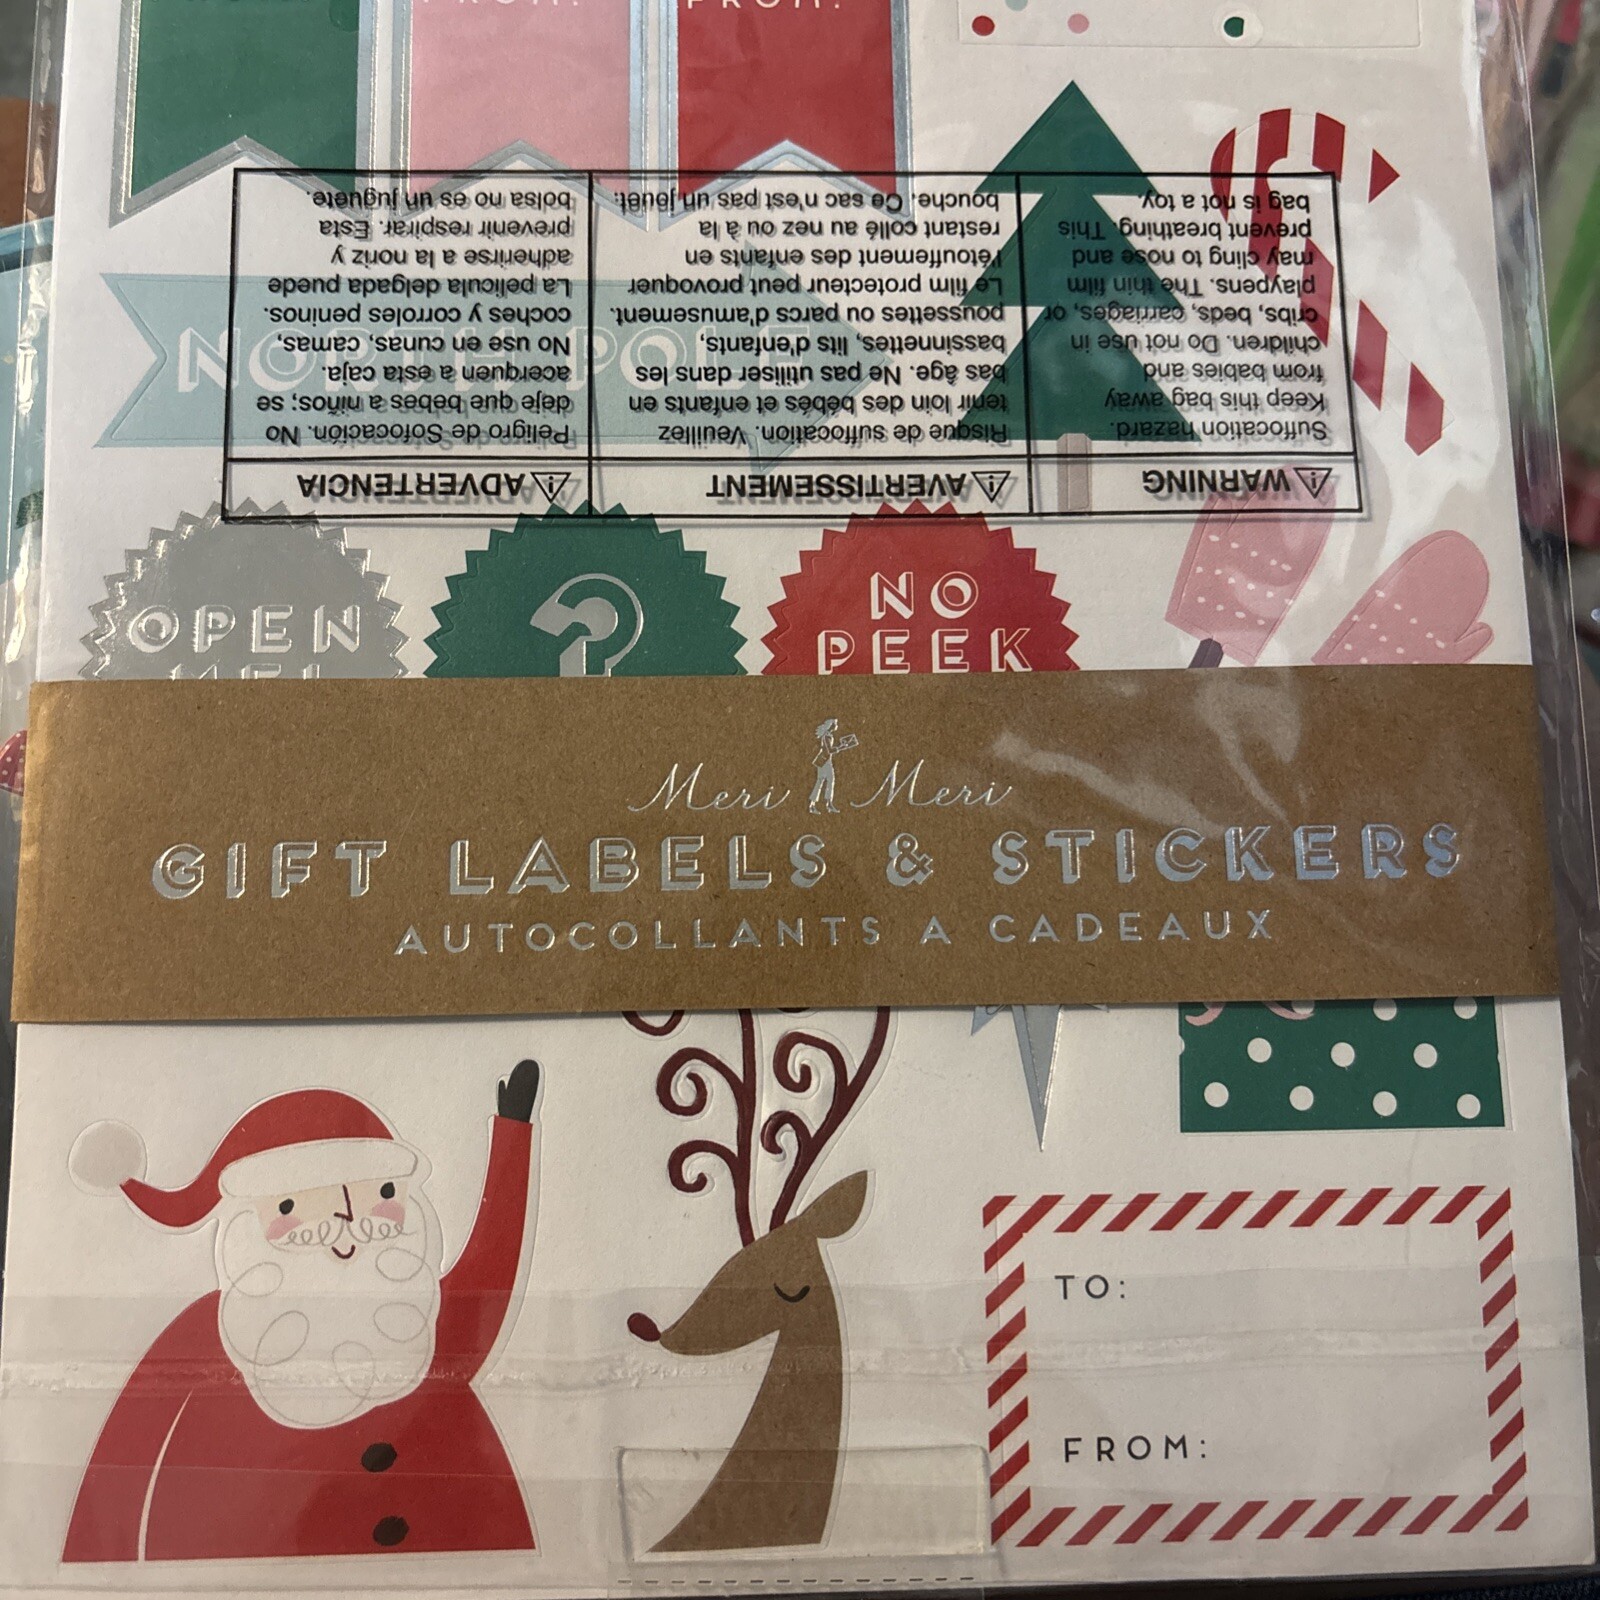 FROM:
FROM:
NORTH POLE
OPEN
ME!
?
NO
PEEK
Meri Meri
GIFT LABELS & STICKERS
AUTOCOLLANTS A CADEAUX
TO:
FROM:
WARNING
Suffocation hazard.
Keep this bag away
from babies and
children. Do not use in
cribs, beds, carriages, or
playpens. The thin film
may cling to nose and
prevent breathing. This
bag is not a toy.
AVERTISSEMENT
Risque de suffocation. Veuillez
tenir loin des bébés et enfants en
bas âge. Ne pas utiliser dans les
bassinettes, lits d'enfants,
poussettes ou parcs d'amusement.
Le film protecteur peut provoquer
l'étouffement des enfants en
restant collé au nez ou à la
bouche. Ce sac n'est pas un jouet.
ADVERTENCIA
Peligro de Sofocación. No
deje que bebés a niños; se
acerquen a esta caja.
No use en cunas, camas,
coches y corroles peninos.
La película delgada puede
adherirse a la noriz y
prevenir respirar. Esta
bolsa no es un juguete.